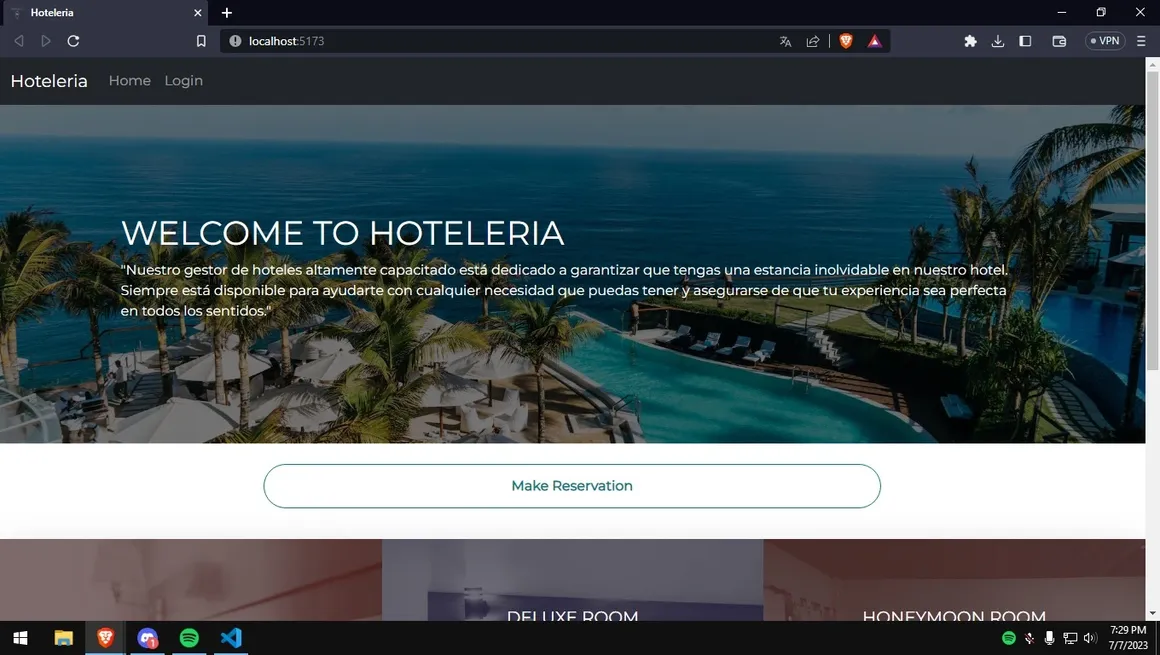 Hoteleria
localhost:5173
VPN
Hoteleria Home Login
WELCOME TO HOTELERIA
"Nuestro gestor de hoteles altamente capacitado está dedicado a garantizar que tengas una estancia inolvidable en nuestro hotel.
Siempre está disponible para ayudarte con cualquier necesidad que puedas tener y asegurarse de que tu experiencia sea perfecta
en todos los sentidos."
Make Reservation
DELUXE ROOM
HONEYMOON ROOM
7:29 PM
7/7/2023